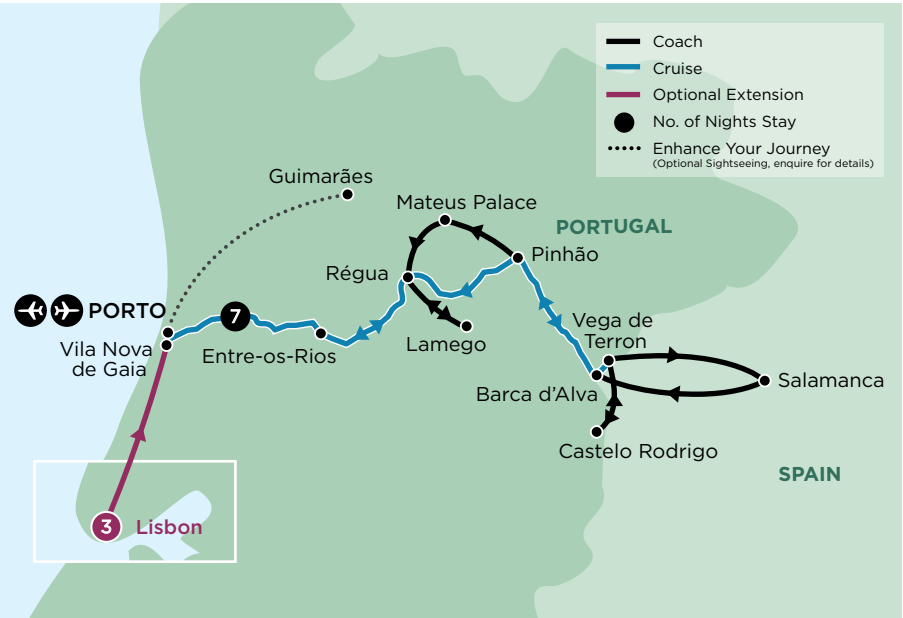 Coach
Cruise
Optional Extension
No. of Nights Stay
Enhance Your Journey
(Optional Sightseeing, enquire for details)
Guimarães
Mateus Palace
PORTUGAL
Pinhão
Régua
PORTO
7
Vila Nova
de Gaia
Entre-os-Rios
Lamego
Vega de
Terron
Barca d'Alva
Salamanca
Castelo Rodrigo
SPAIN
3
Lisbon